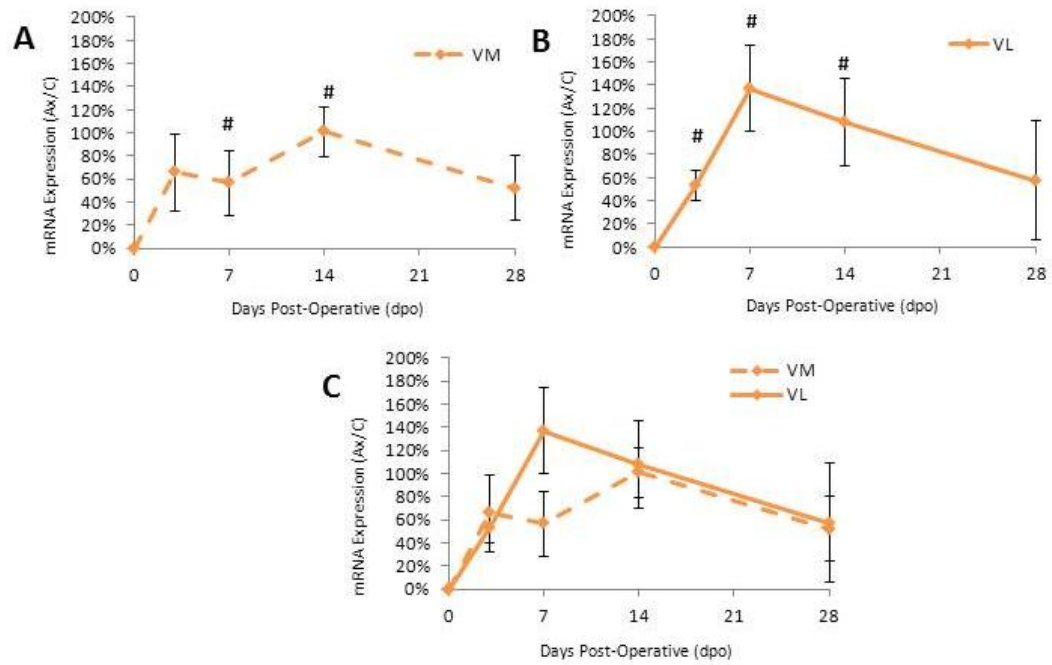 A
mRNA Expression (Ax/C)
200%
180%
160%
140%
120%
100%
80%
60%
40%
20%
0%
VM
#
#
0 7 14 21 28
Days Post-Operative (dpo)
B
mRNA Expression (Ax/C)
200%
180%
160%
140%
120%
100%
80%
60%
40%
20%
0%
VL
#
#
#
0 7 14 21 28
Days Post-Operative (dpo)
C
mRNA Expression (Ax/C)
200%
180%
160%
140%
120%
100%
80%
60%
40%
20%
0%
VM
VL
0 7 14 21 28
Days Post-Operative (dpo)